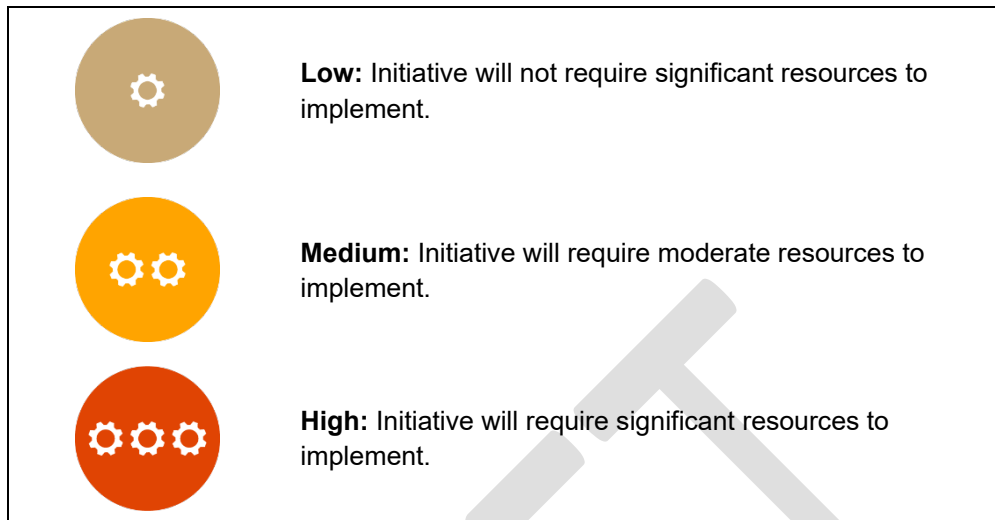 Low: Initiative will not require significant resources to
implement.
Medium: Initiative will require moderate resources to
implement.
High: Initiative will require significant resources to
implement.